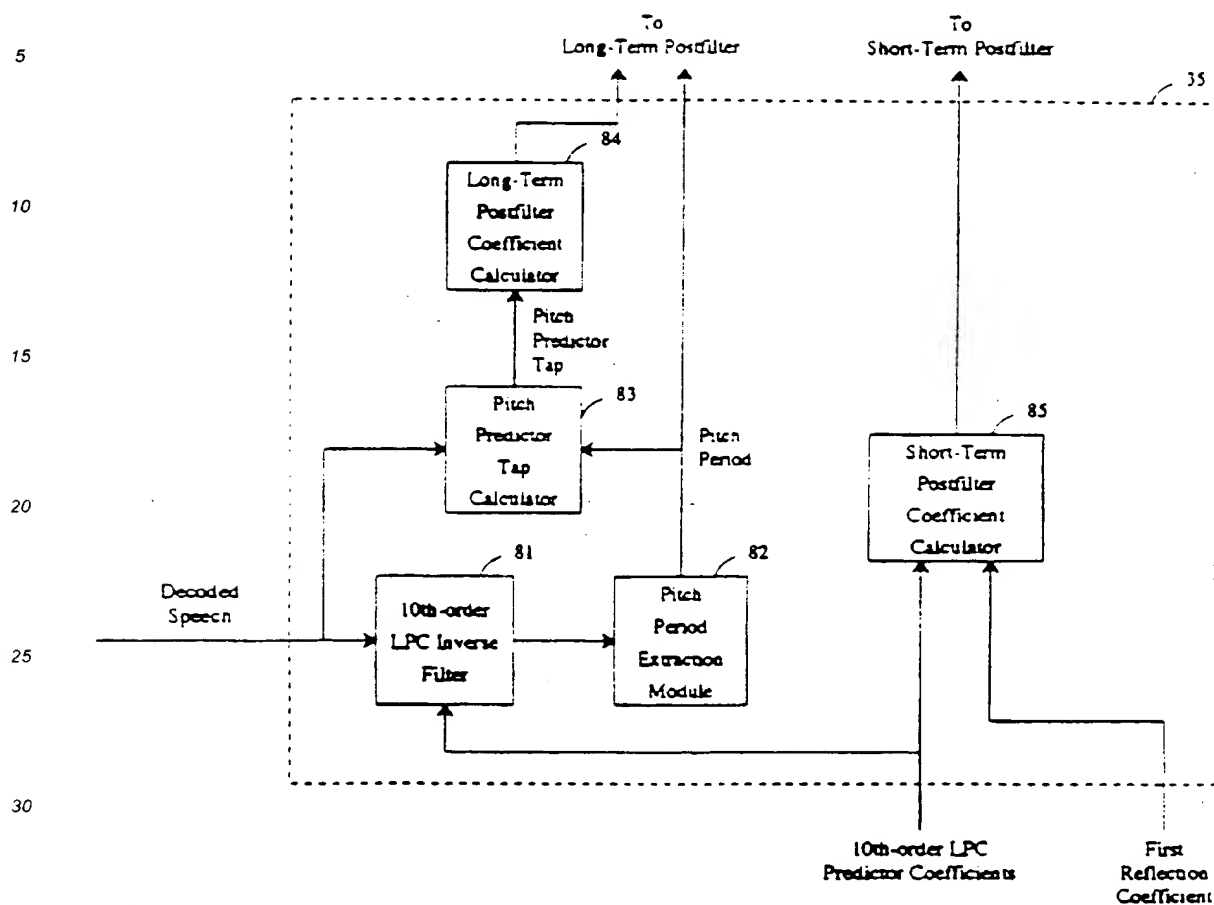 To
Long-Term Postfilter
To
Short-Term Postfilter
5
35
84
Long-Term
Postfilter
Coefficient
Calculator
10
Pitch
Predictor
Tap
15
83
Pitch
Predictor
Tap
Calculator
Pitch
Period
85
Short-Term
Postfilter
Coefficient
Calculator
20
81
82
Decoded
Speech
10th-order
LPC Inverse
Filter
Pitch
Period
Extraction
Module
25
30
10th-order LPC
Predictor Coefficients
First
Reflection
Coefficient